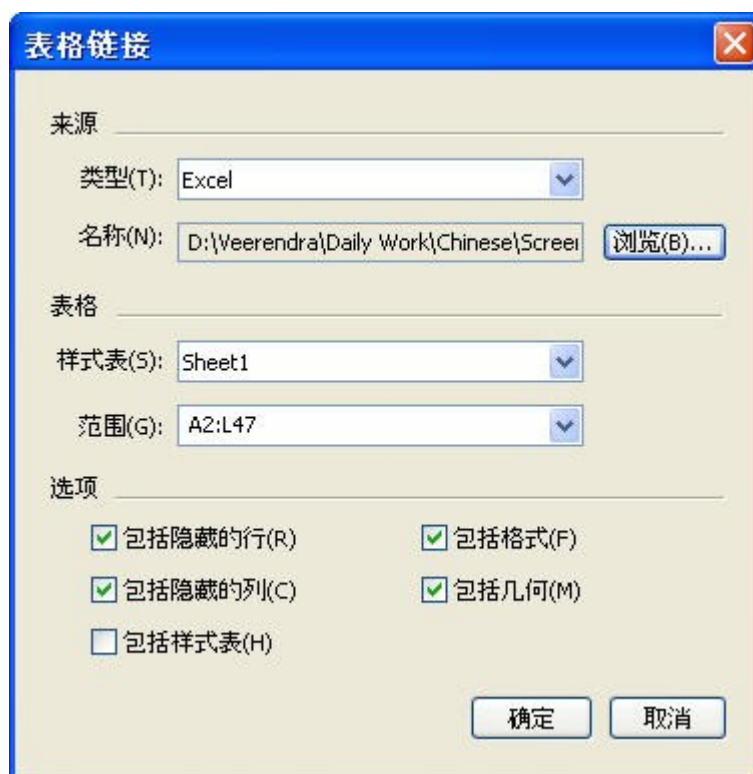 表格链接
来源
类型(T): Excel
名称(N): D:\Veerendra\Daily Work\Chinese\Screen 浏览(B)...
表格
样式表(S): Sheet1
范围(G): A2:L47
选项
包括隐藏的行(R) 包括格式(F)
包括隐藏的列(C) 包括几何(M)
包括样式表(H)
确定 取消